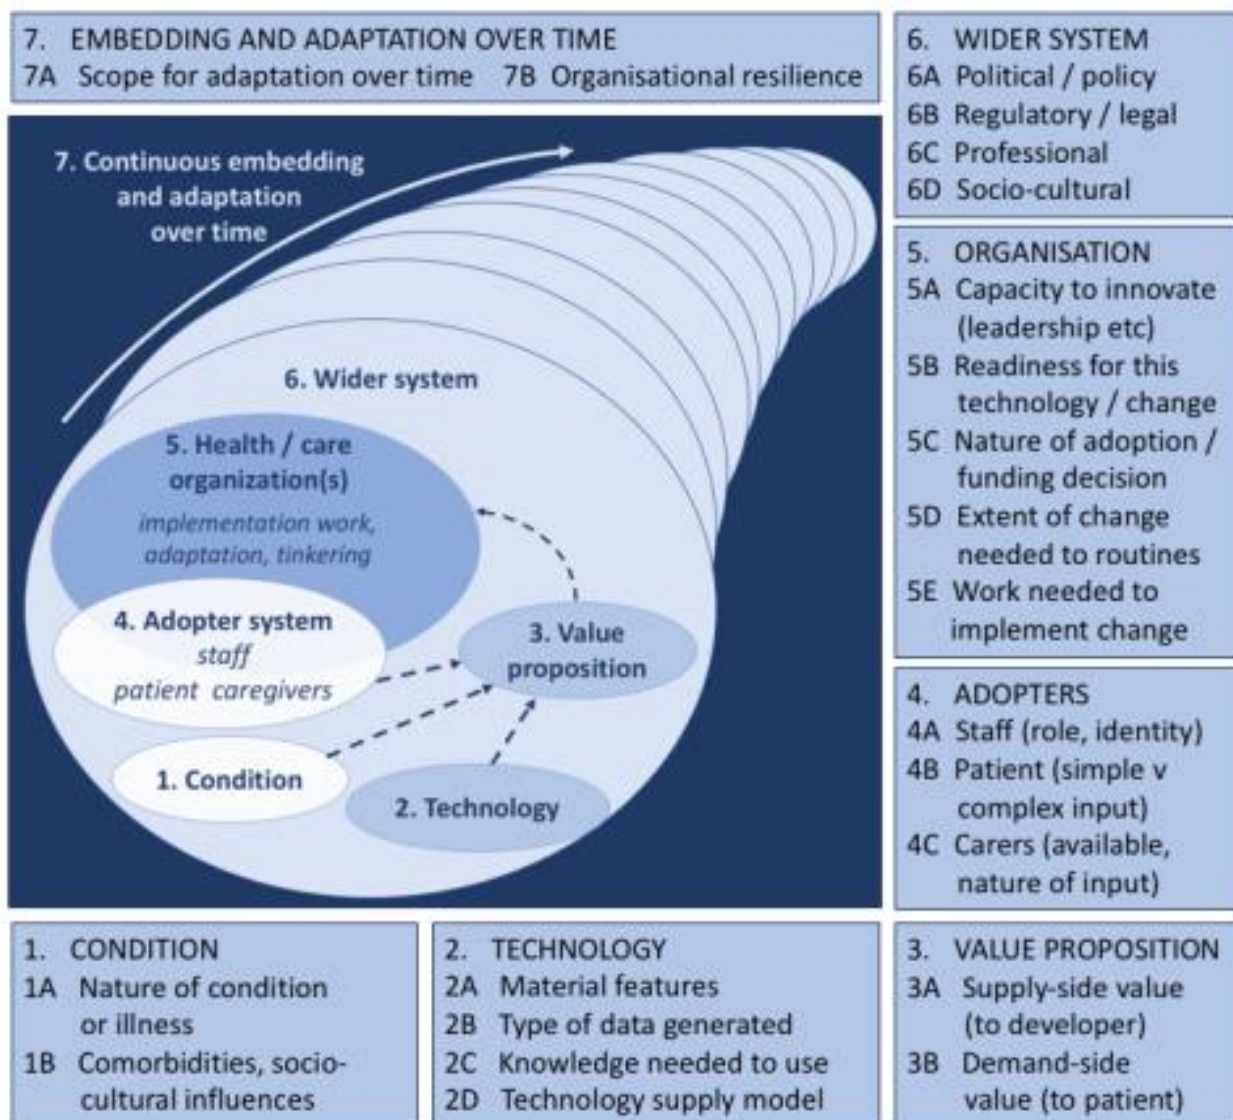 7. EMBEDDING AND ADAPTATION OVER TIME
7A Scope for adaptation over time 7B Organisational resilience
7. Continuous embedding
and adaptation
over time
6. Wider system
5. Health / care
organization(s)
implementation work,
adaptation, tinkering
4. Adopter system
staff
patient caregivers
3. Value
proposition
1. Condition
2. Technology
6. WIDER SYSTEM
6A Political / policy
6B Regulatory / legal
6C Professional
6D Socio-cultural
5. ORGANISATION
5A Capacity to innovate
(leadership etc)
5B Readiness for this
technology / change
5C Nature of adoption /
funding decision
5D Extent of change
needed to routines
5E Work needed to
implement change
4. ADOPTERS
4A Staff (role, identity)
4B Patient (simple v
complex input)
4C Carers (available,
nature of input)
1. CONDITION
1A Nature of condition
or illness
1B Comorbidities, socio-
cultural influences
2. TECHNOLOGY
2A Material features
2B Type of data generated
2C Knowledge needed to use
2D Technology supply model
3. VALUE PROPOSITION
3A Supply-side value
(to developer)
3B Demand-side
value (to patient)